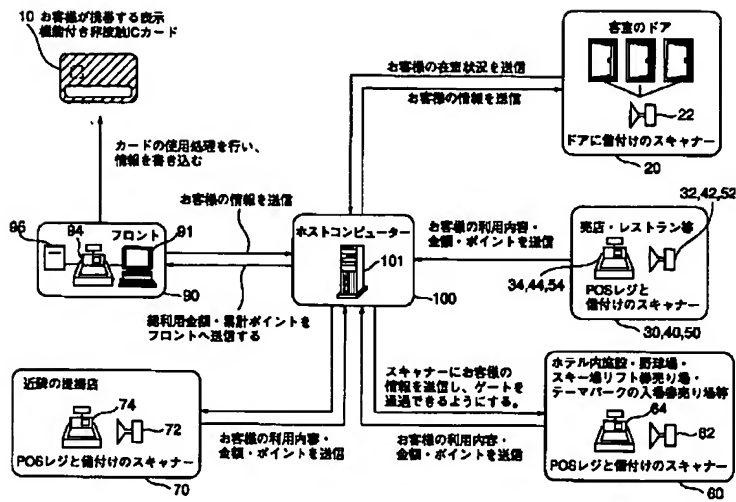 10
お客様が携帯する表示
機能付き非接触ICカード
カードの使用処理を行い、
情報を書き込む
お客様の情報を送信
96
94
フロント
91
90
総利用金額・累計ポイントを
フロントへ送信する
お客様の在室状況を送信
お客様の情報を送信
客室のドア
22
ドアに備付けのスキャナー
20
ホストコンピューター
101
100
お客様の利用内容・
金額・ポイントを送信
32,42,52
売店・レストラン等
34,44,54
POSレジと
備付けのスキャナー
30,40,50
近隣の提携店
74
72
POSレジと備付けのスキャナー
70
お客様の利用内容・
金額・ポイントを送信
スキャナーにお客様の
情報を送信し、ゲートを
通過できるようにする。
お客様の利用内容・
金額・ポイントを送信
ホテル内施設・野球場・
スキー場リフト券売り場・
テーマパークの入場券売り場等
64
62
POSレジと備付けのスキャナー
60